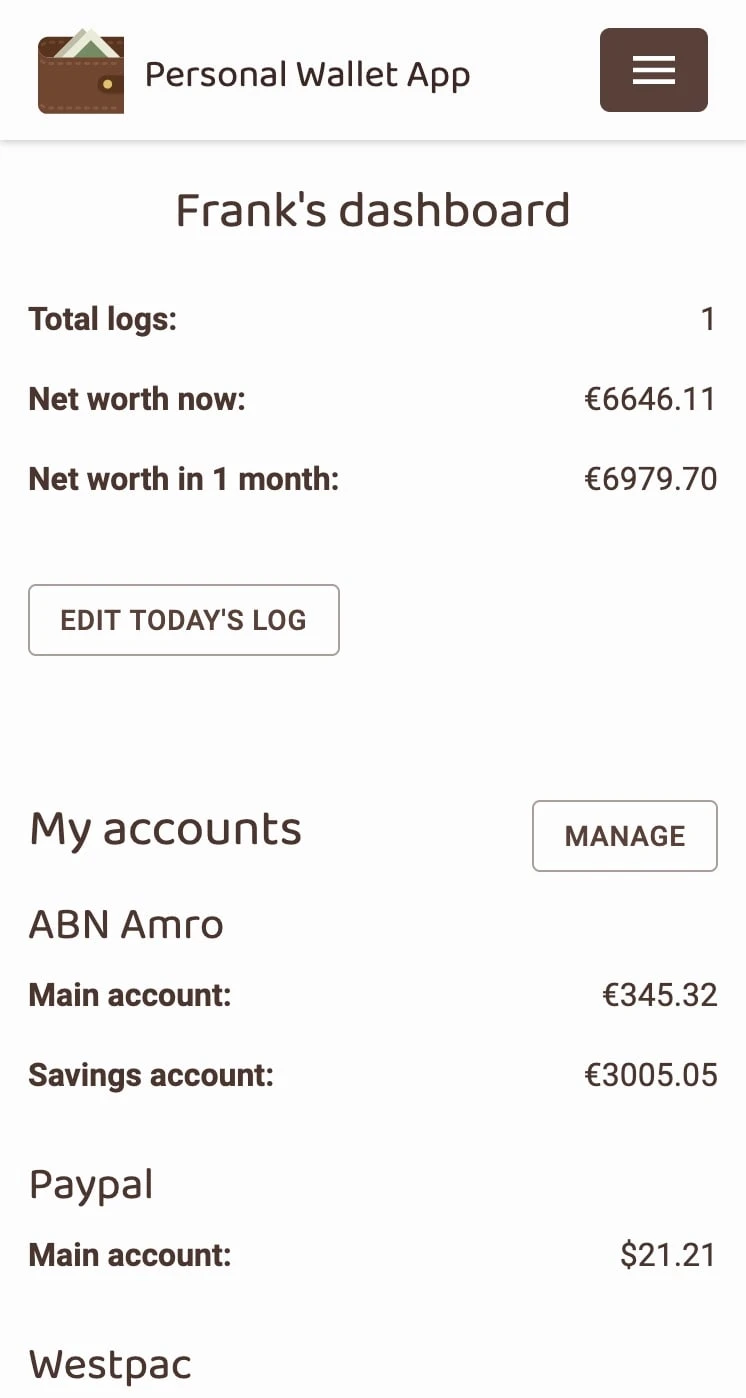 Personal Wallet App
Frank's dashboard
Total logs: 1
Net worth now: €6646.11
Net worth in 1 month: €6979.70
EDIT TODAY'S LOG
My accounts MANAGE
ABN Amro
Main account: €345.32
Savings account: €3005.05
Paypal
Main account: $21.21
Westpac